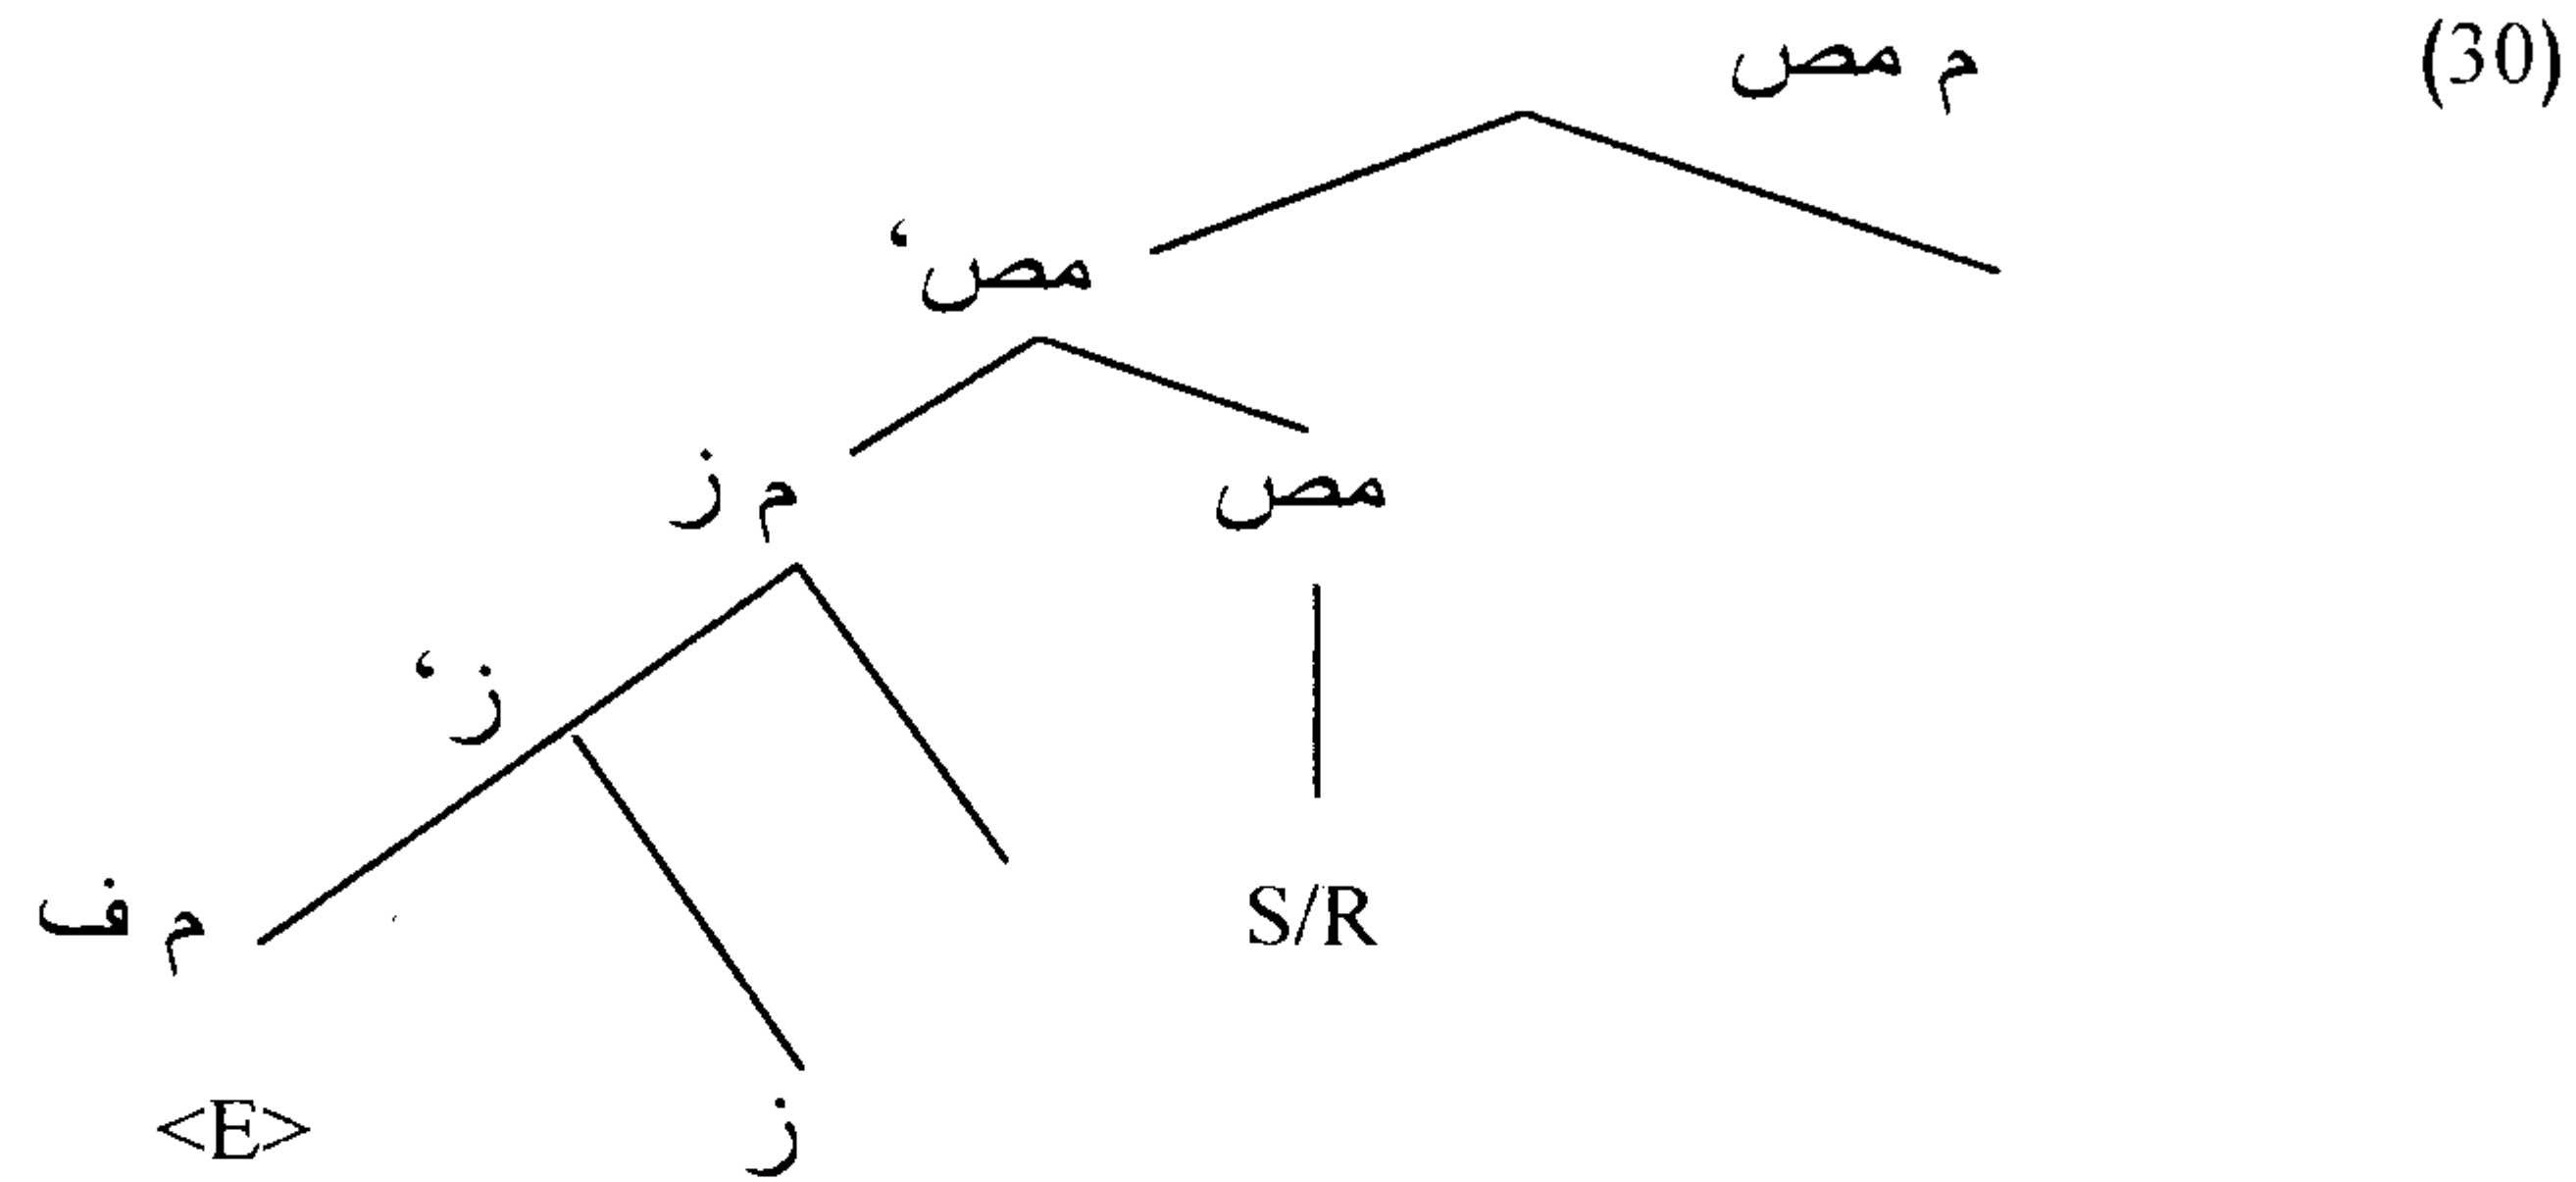 (30) م مص
مص‘
مص م ز
ز‘
S/R م ف
ز <E>